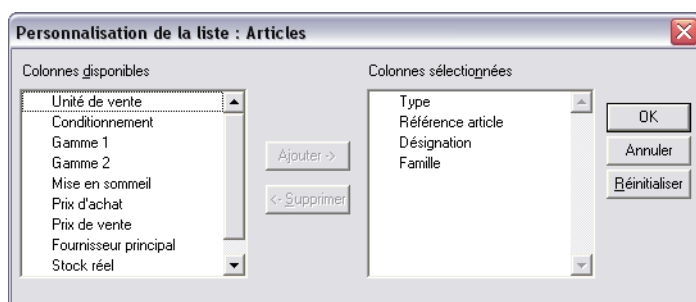 Personnalisation de la liste : Articles
Colonnes disponibles
Unité de vente
Conditionnement
Gamme 1
Gamme 2
Mise en sommeil
Prix d'achat
Prix de vente
Fournisseur principal
Stock réel
Ajouter ->
<- Supprimer
Colonnes sélectionnées
Type
Référence article
Désignation
Famille
OK
Annuler
Réinitialiser